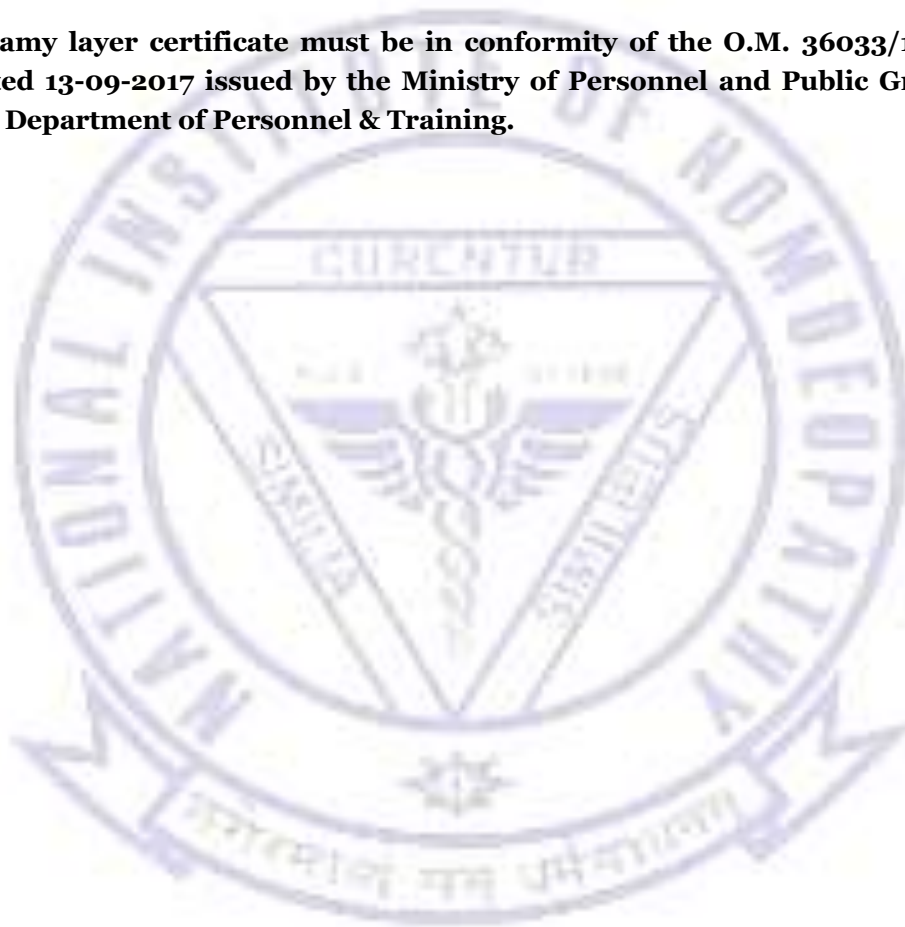 amy layer certificate must be in conformity of the O.M. 36033/1
ed 13-09-2017 issued by the Ministry of Personnel and Public Gr
Department of Personnel & Training.
NATIONAL INSTITUTE OF HOMOEOPATHY
CURENTUR
SIMILIA
SIMILIBUS